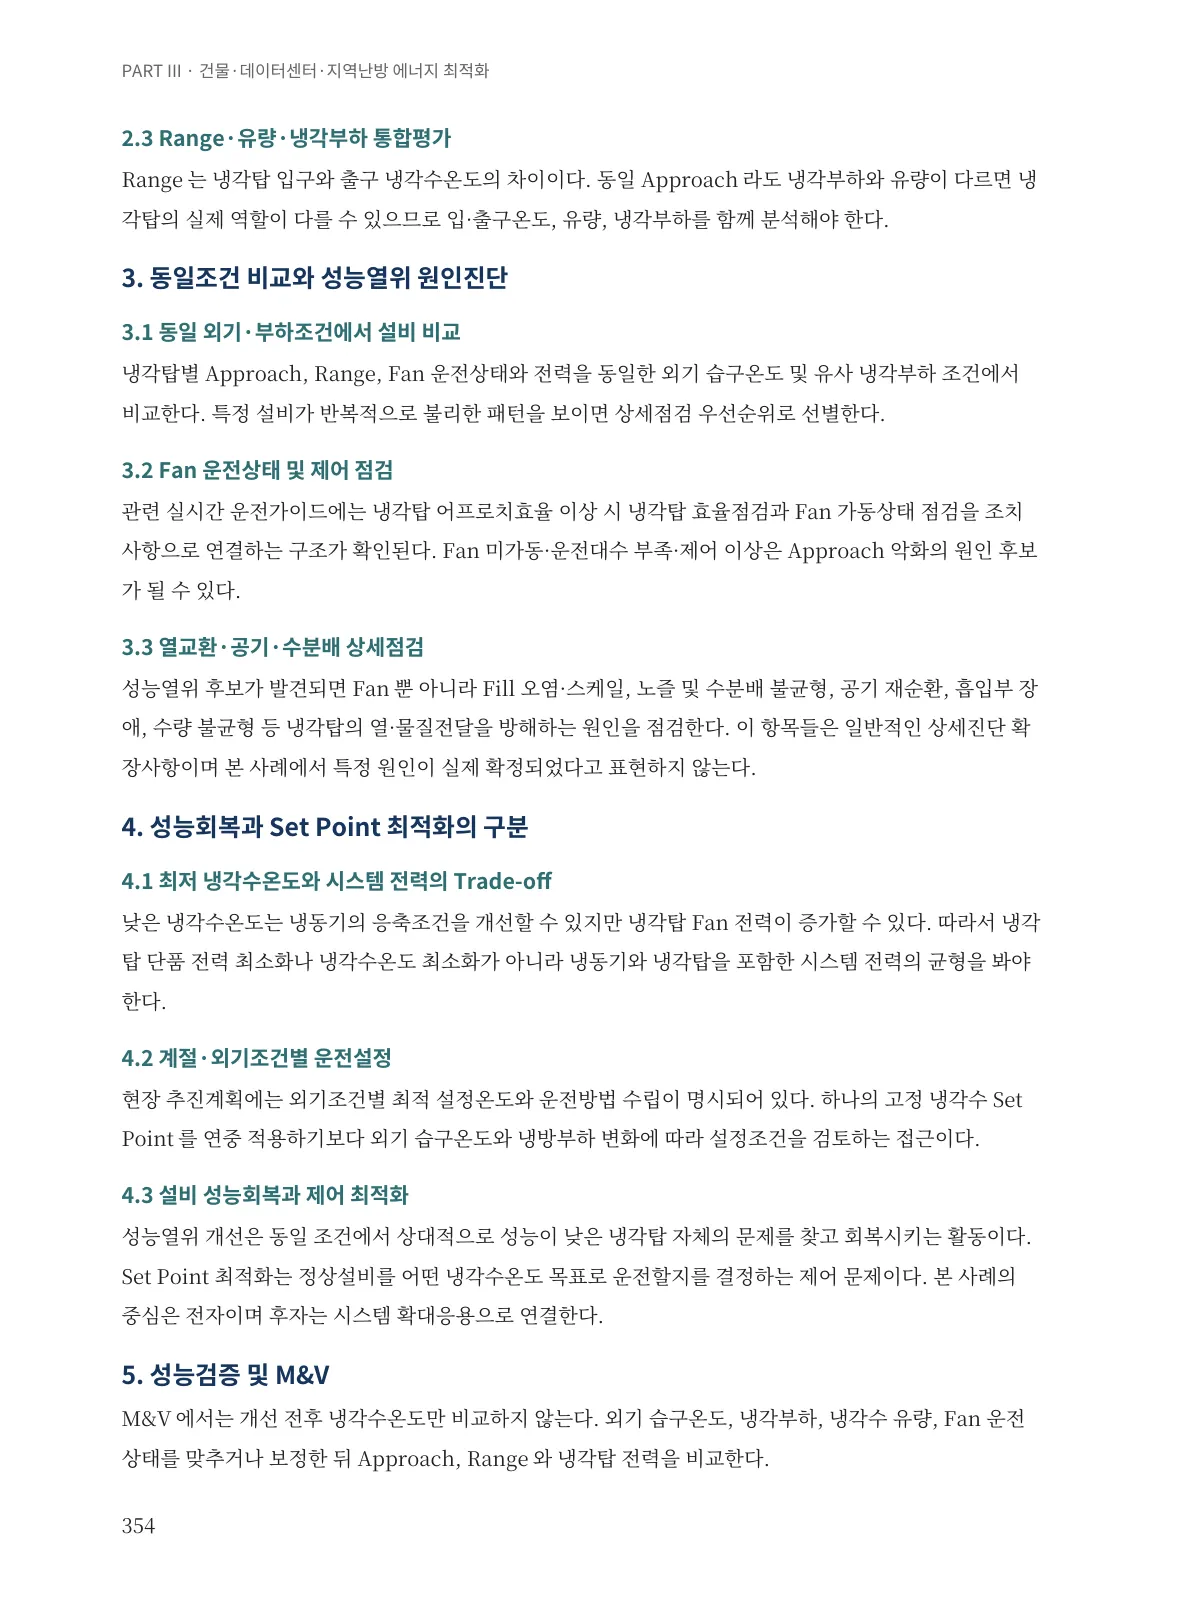 PART III · 건물·데이터센터·지역난방 에너지 최적화
2.3 Range·유량·냉각부하 통합평가
Range 는 냉각탑 입구와 출구 냉각수온도의 차이이다. 동일 Approach 라도 냉각부하와 유량이 다르면 냉
각탑의 실제 역할이 다를 수 있으므로 입·출구온도, 유량, 냉각부하를 함께 분석해야 한다.
3. 동일조건 비교와 성능열위 원인진단
3.1 동일 외기·부하조건에서 설비 비교
냉각탑별 Approach, Range, Fan 운전상태와 전력을 동일한 외기 습구온도 및 유사 냉각부하 조건에서
비교한다. 특정 설비가 반복적으로 불리한 패턴을 보이면 상세점검 우선순위로 선별한다.
3.2 Fan 운전상태 및 제어 점검
관련 실시간 운전가이드에는 냉각탑 어프로치효율 이상 시 냉각탑 효율점검과 Fan 가동상태 점검을 조치
사항으로 연결하는 구조가 확인된다. Fan 미가동·운전대수 부족·제어 이상은 Approach 악화의 원인 후보
가 될 수 있다.
3.3 열교환·공기·수분배 상세점검
성능열위 후보가 발견되면 Fan 뿐 아니라 Fill 오염·스케일, 노즐 및 수분배 불균형, 공기 재순환, 흡입부 장
애, 수량 불균형 등 냉각탑의 열·물질전달을 방해하는 원인을 점검한다. 이 항목들은 일반적인 상세진단 확
장사항이며 본 사례에서 특정 원인이 실제 확정되었다고 표현하지 않는다.
4. 성능회복과 Set Point 최적화의 구분
4.1 최저 냉각수온도와 시스템 전력의 Trade-off
낮은 냉각수온도는 냉동기의 응축조건을 개선할 수 있지만 냉각탑 Fan 전력이 증가할 수 있다. 따라서 냉각
탑 단품 전력 최소화나 냉각수온도 최소화가 아니라 냉동기와 냉각탑을 포함한 시스템 전력의 균형을 봐야
한다.
4.2 계절·외기조건별 운전설정
현장 추진계획에는 외기조건별 최적 설정온도와 운전방법 수립이 명시되어 있다. 하나의 고정 냉각수 Set
Point 를 연중 적용하기보다 외기 습구온도와 냉방부하 변화에 따라 설정조건을 검토하는 접근이다.
4.3 설비 성능회복과 제어 최적화
성능열위 개선은 동일 조건에서 상대적으로 성능이 낮은 냉각탑 자체의 문제를 찾고 회복시키는 활동이다.
Set Point 최적화는 정상설비를 어떤 냉각수온도 목표로 운전할지를 결정하는 제어 문제이다. 본 사례의
중심은 전자이며 후자는 시스템 확대응용으로 연결한다.
5. 성능검증 및 M&V
M&V 에서는 개선 전후 냉각수온도만 비교하지 않는다. 외기 습구온도, 냉각부하, 냉각수 유량, Fan 운전
상태를 맞추거나 보정한 뒤 Approach, Range 와 냉각탑 전력을 비교한다.
354